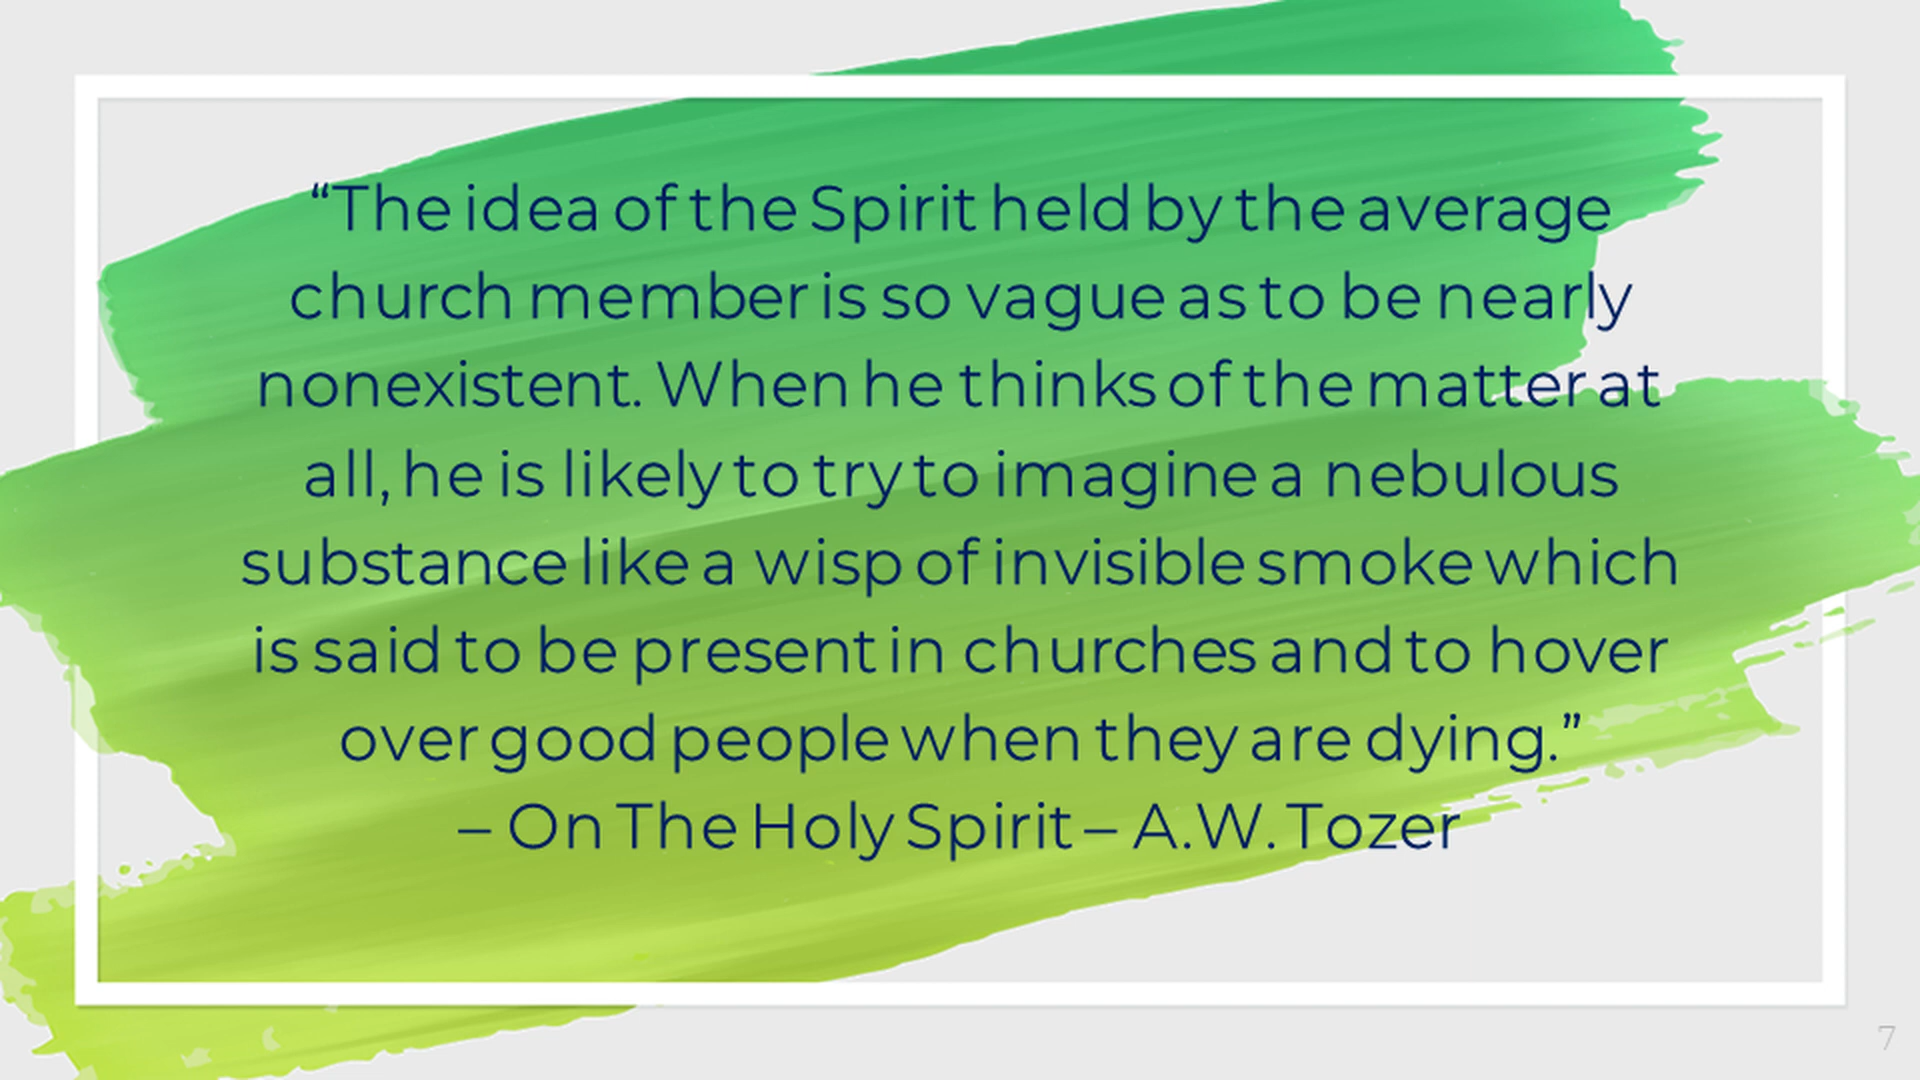 “The idea of the Spirit held by the average
church member is so vague as to be nearly
nonexistent. When he thinks of the matter at
all, he is likely to try to imagine a nebulous
substance like a wisp of invisible smoke which
is said to be present in churches and to hover
over good people when they are dying.”
– On The Holy Spirit – A.W. Tozer
7